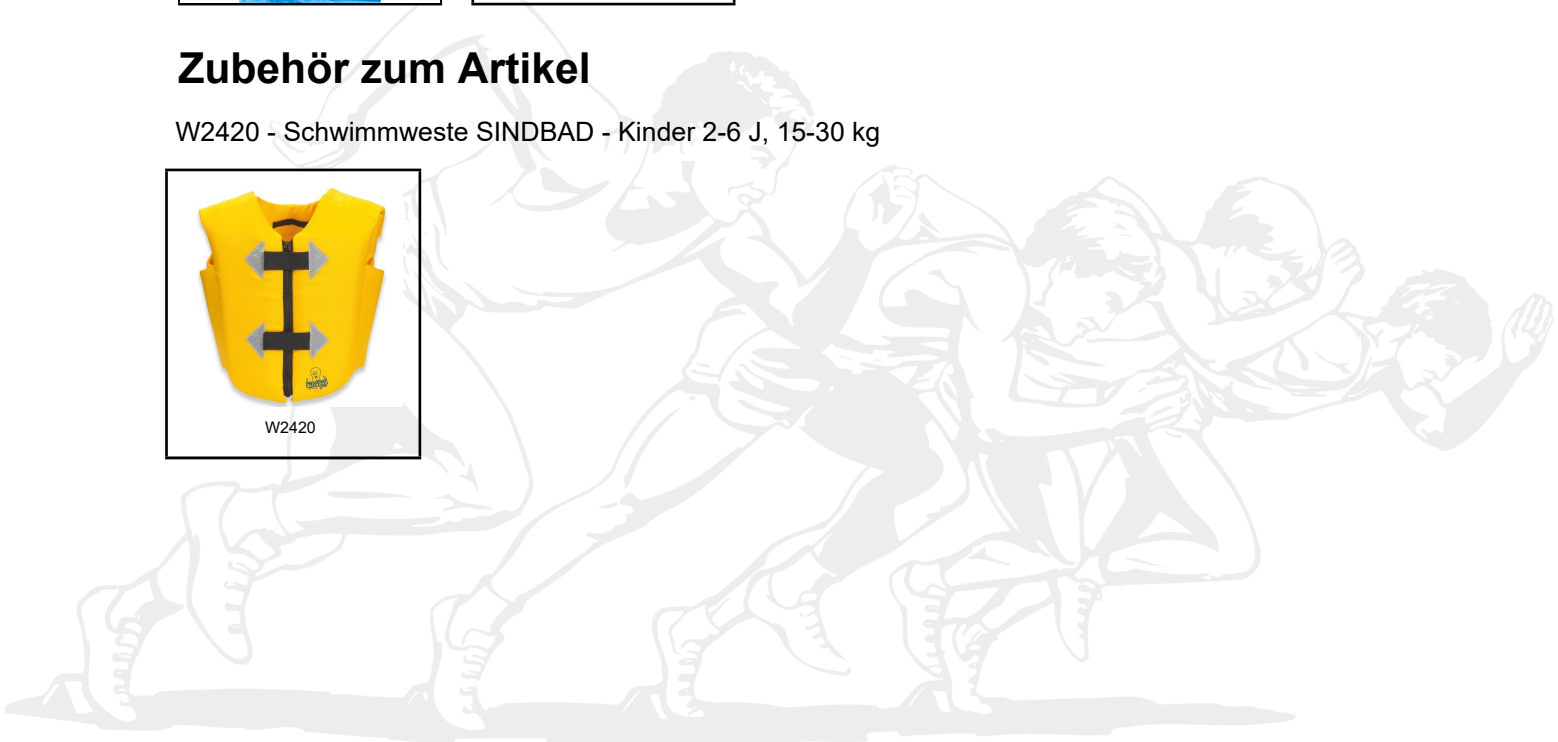 Zubehör zum Artikel
W2420 - Schwimmweste SINDBAD - Kinder 2-6 J, 15-30 kg
W2420